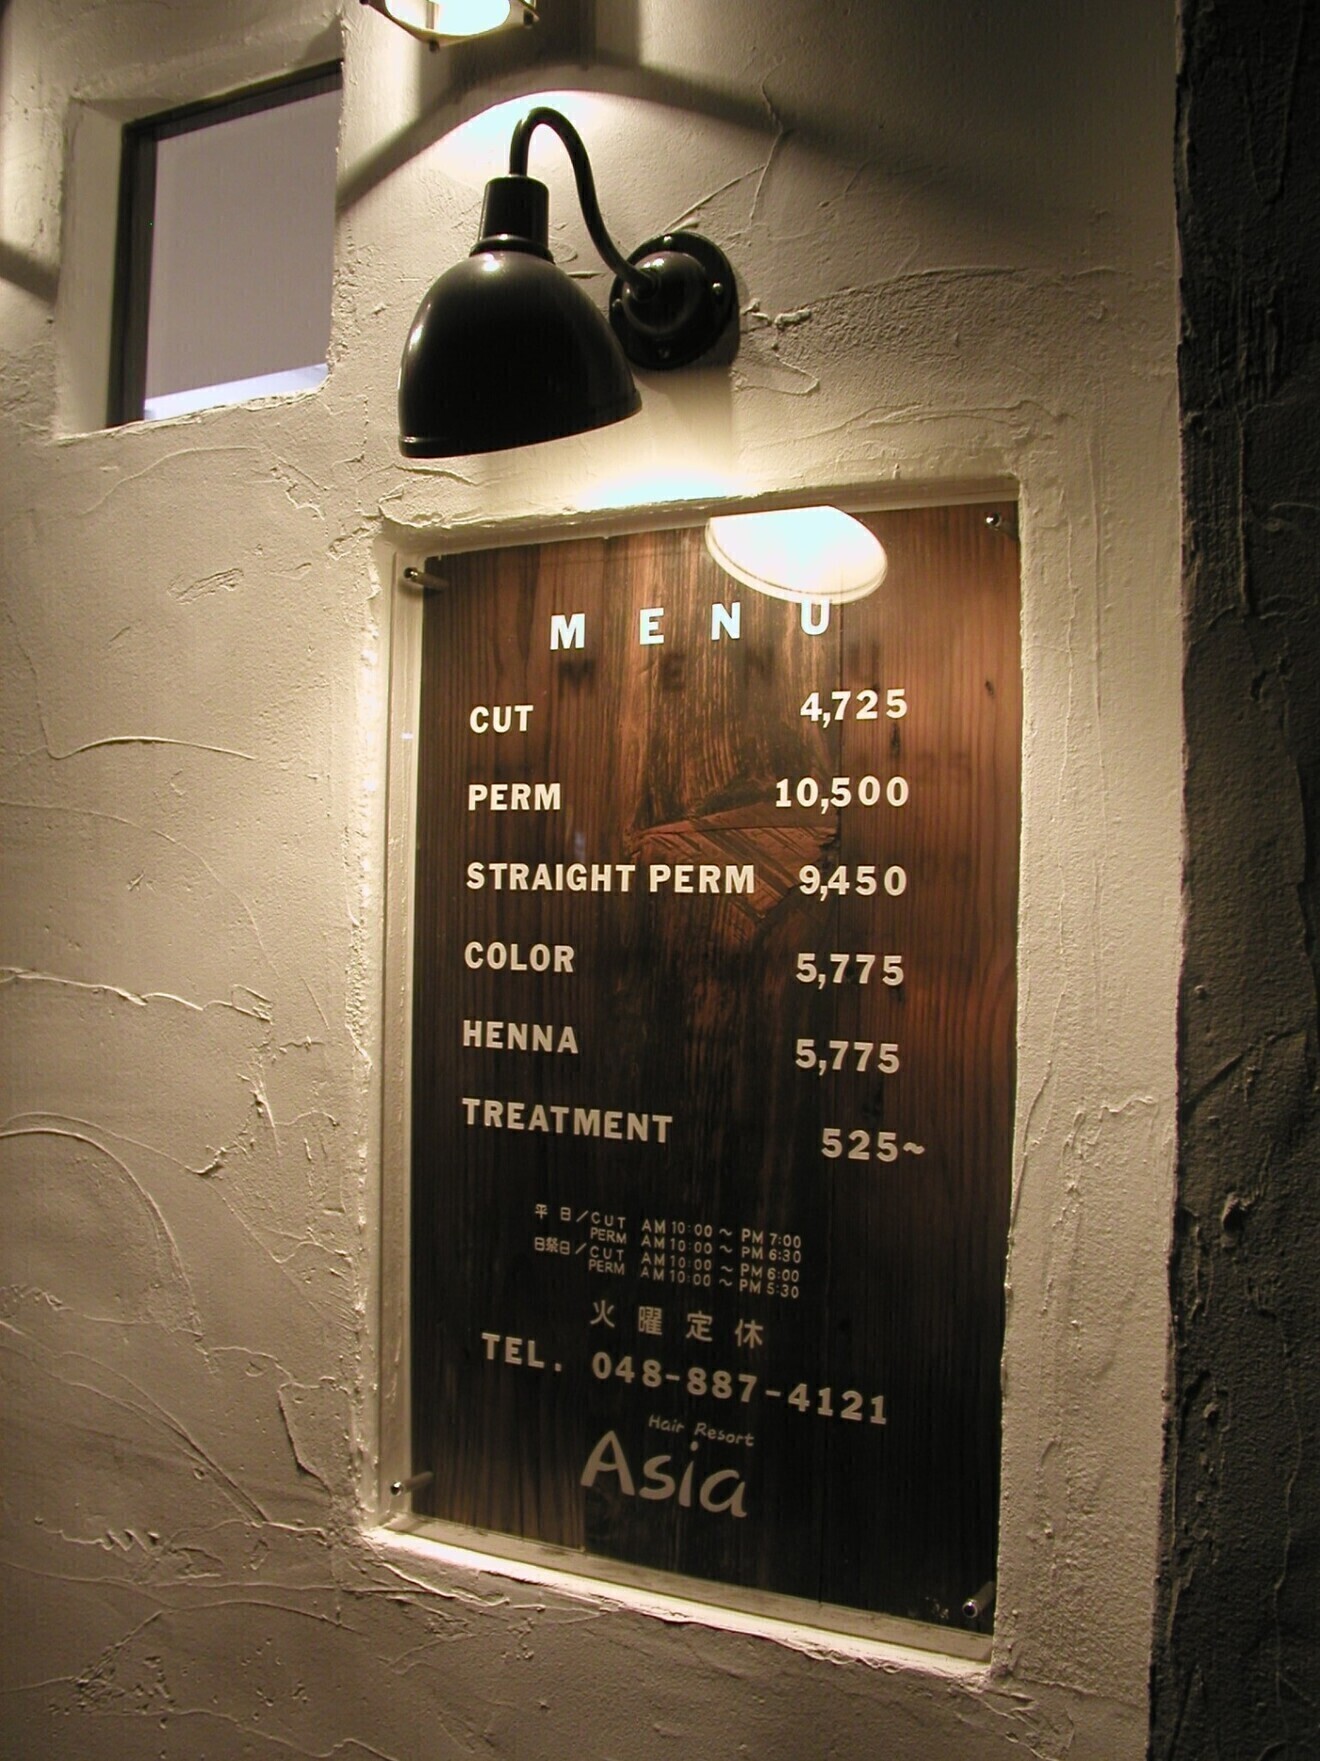 MENU
CUT 4,725
PERM 10,500
STRAIGHT PERM 9,450
COLOR 5,775
HENNA 5,775
TREATMENT 525~
平日/CUT AM10:00 ~ PM7:00
PERM AM10:00 ~ PM6:30
日祭日/CUT AM10:00 ~ PM6:00
PERM AM10:00 ~ PM5:30
火曜定休
TEL. 048-887-4121
Hair Resort
Asia